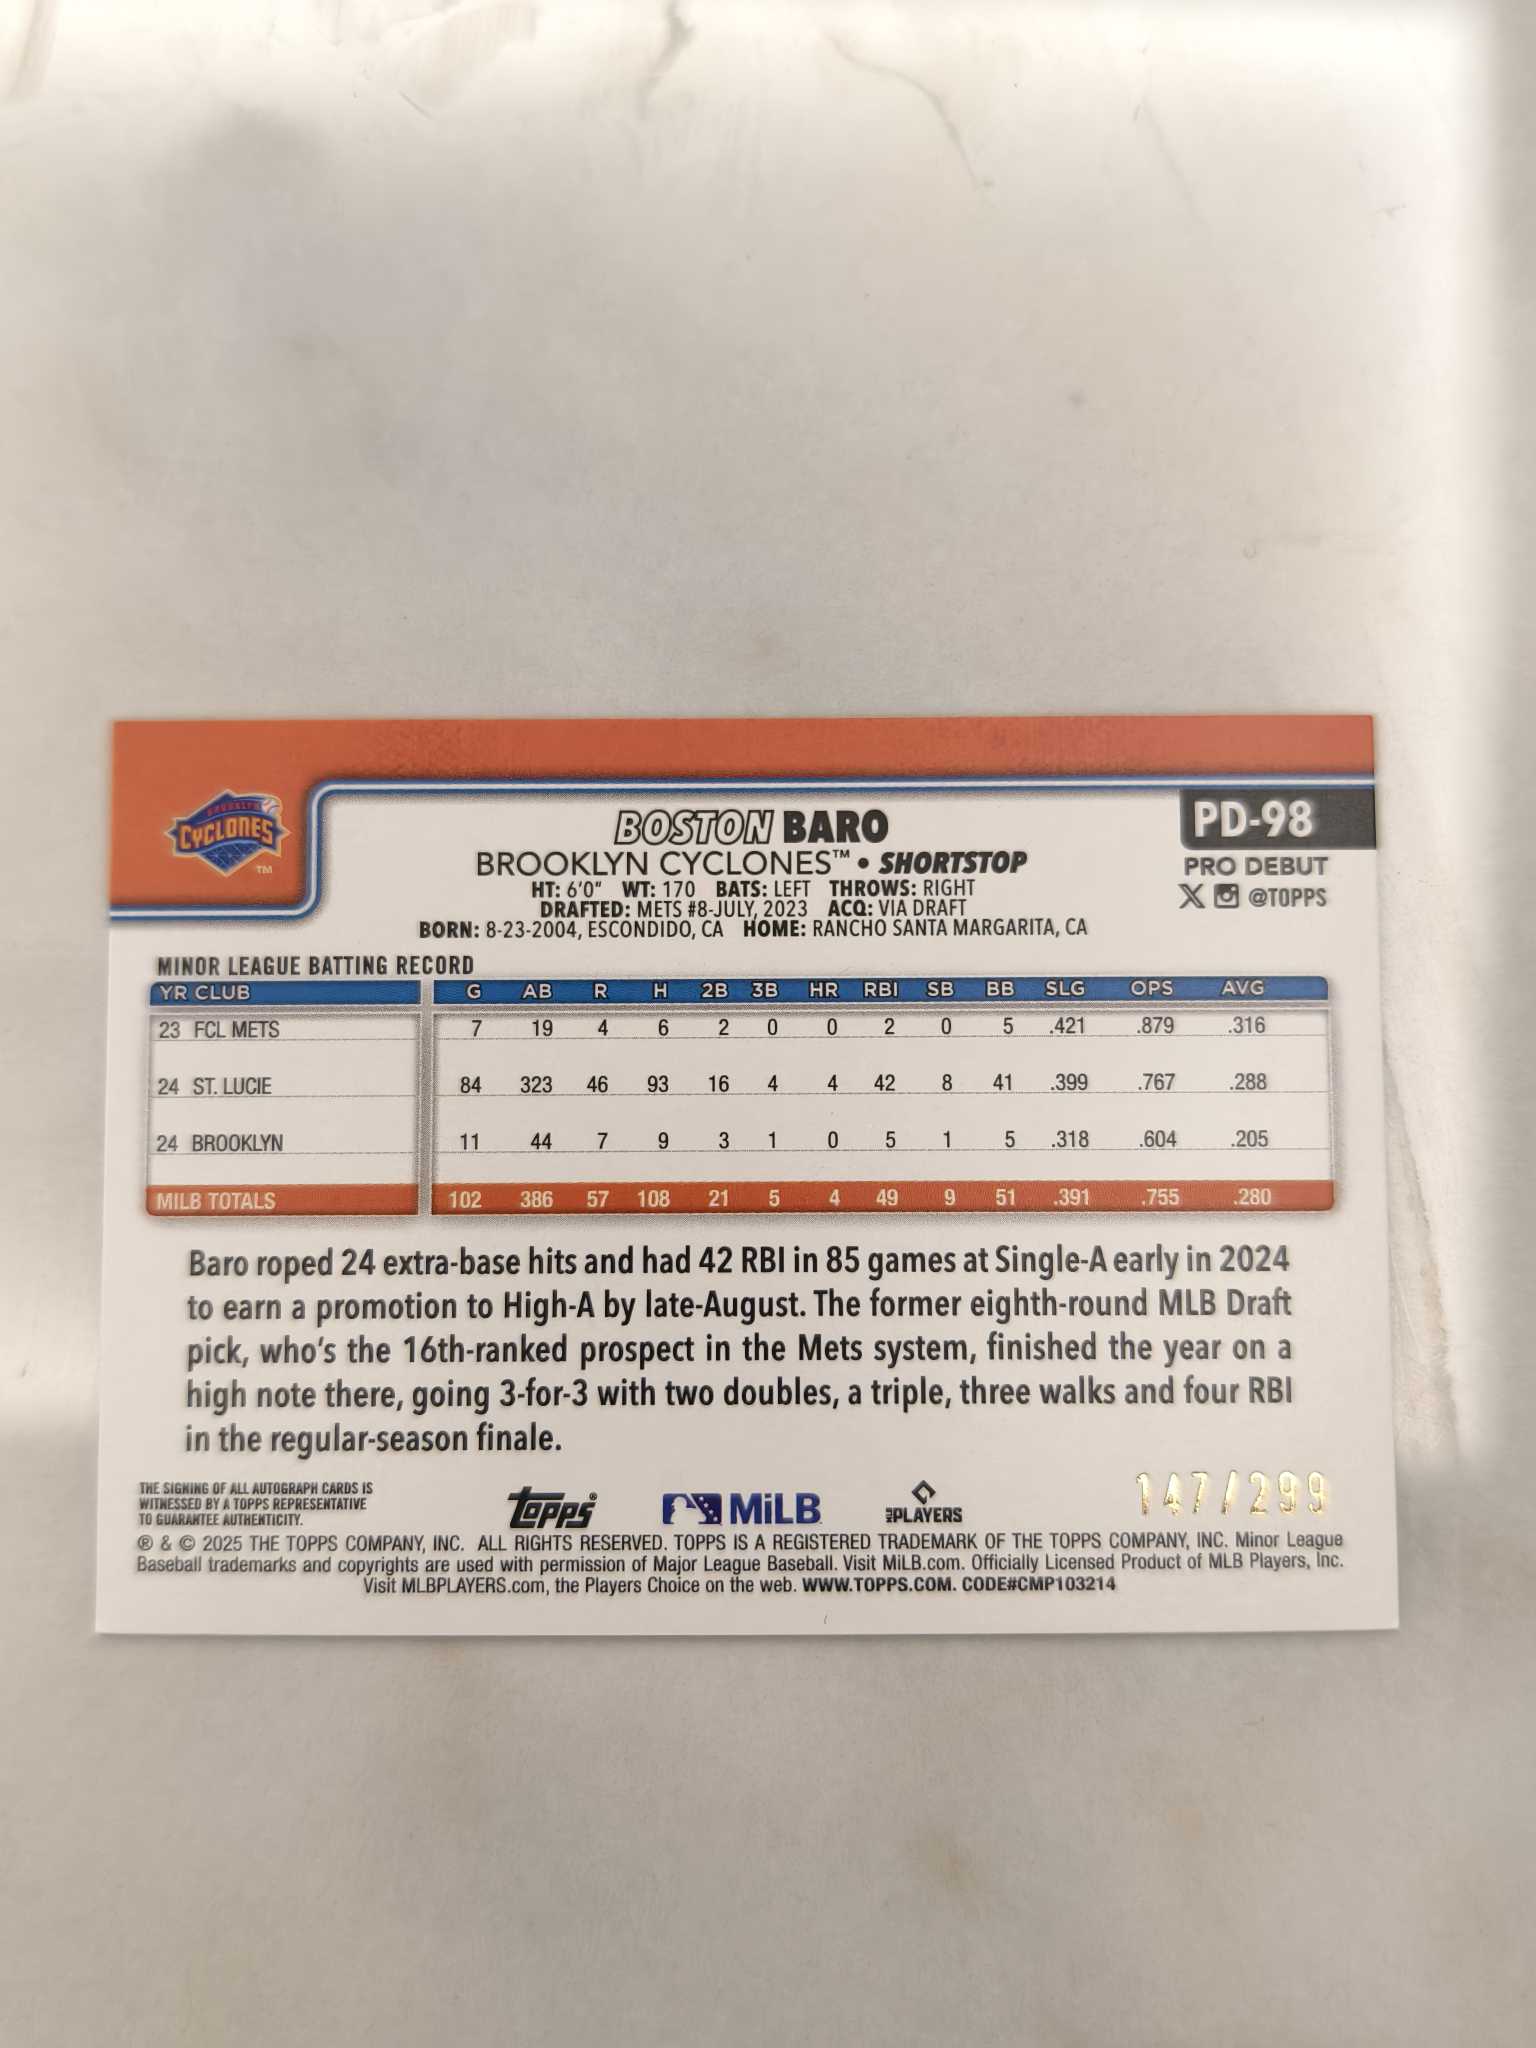 BROOKLYN
CYCLONES
TM
BOSTON BARO
BROOKLYN CYCLONES™ • SHORTSTOP
HT: 6'0" WT: 170 BATS: LEFT THROWS: RIGHT
DRAFTED: METS #8-JULY, 2023 ACQ: VIA DRAFT
BORN: 8-23-2004, ESCONDIDO, CA HOME: RANCHO SANTA MARGARITA, CA
PD-98
PRO DEBUT
@TOPPS
MINOR LEAGUE BATTING RECORD
YR CLUB G AB R H 2B 3B HR RBI SB BB SLG OPS AVG
23 FCL METS 7 19 4 6 2 0 0 2 0 5 .421 .879 .316
24 ST. LUCIE 84 323 46 93 16 4 4 42 8 41 .399 .767 .288
24 BROOKLYN 11 44 7 9 3 1 0 5 1 5 .318 .604 .205
MILB TOTALS 102 386 57 108 21 5 4 49 9 51 .391 .755 .280
Baro roped 24 extra-base hits and had 42 RBI in 85 games at Single-A early in 2024
to earn a promotion to High-A by late-August. The former eighth-round MLB Draft
pick, who's the 16th-ranked prospect in the Mets system, finished the year on a
high note there, going 3-for-3 with two doubles, a triple, three walks and four RBI
in the regular-season finale.
THE SIGNING OF ALL AUTOGRAPH CARDS IS
WITNESSED BY A TOPPS REPRESENTATIVE
TO GUARANTEE AUTHENTICITY.
TOPPS®
MiLB
MLB PLAYERS
147/299
® & © 2025 THE TOPPS COMPANY, INC. ALL RIGHTS RESERVED. TOPPS IS A REGISTERED TRADEMARK OF THE TOPPS COMPANY, INC. Minor League
Baseball trademarks and copyrights are used with permission of Major League Baseball. Visit MiLB.com. Officially Licensed Product of MLB Players, Inc.
Visit MLBPLAYERS.com, the Players Choice on the web. WWW.TOPPS.COM. CODE#CMP103214